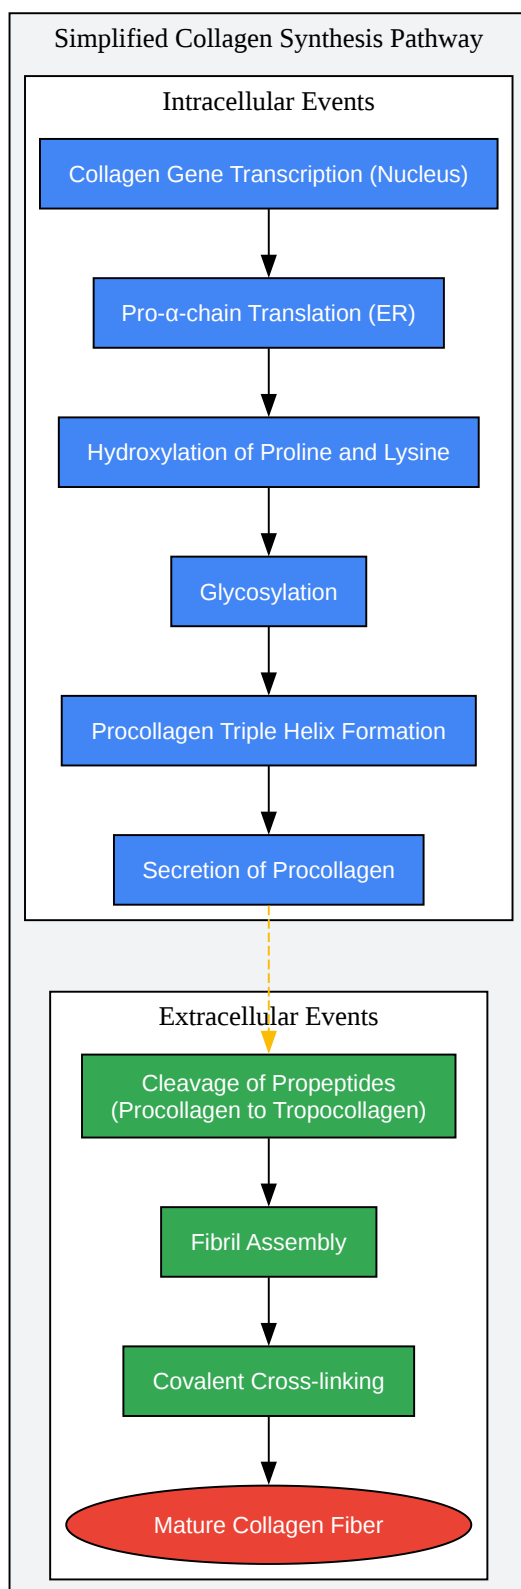 Simplified Collagen Synthesis Pathway
Intracellular Events
Collagen Gene Transcription (Nucleus)
Pro-α-chain Translation (ER)
Hydroxylation of Proline and Lysine
Glycosylation
Procollagen Triple Helix Formation
Secretion of Procollagen
Extracellular Events
Cleavage of Propeptides
(Procollagen to Tropocollagen)
Fibril Assembly
Covalent Cross-linking
Mature Collagen Fiber